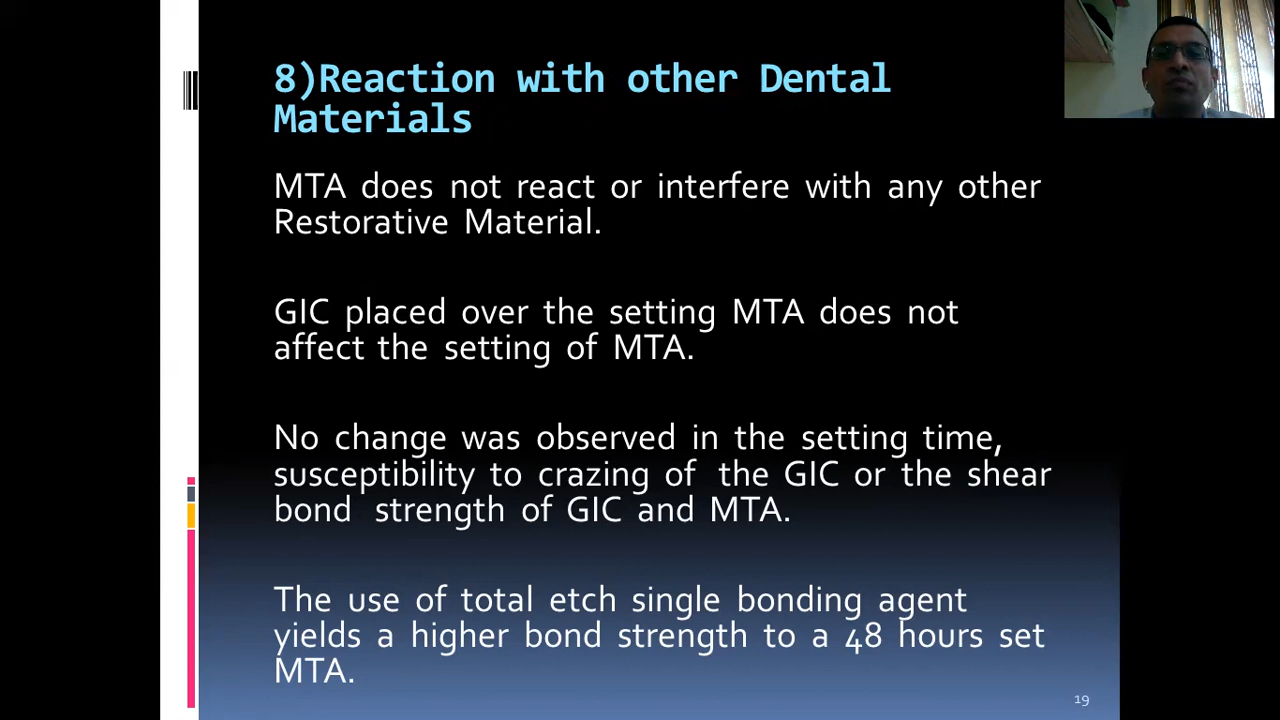 8)Reaction with other Dental
Materials
MTA does not react or interfere with any other
Restorative Material.
GIC placed over the setting MTA does not
affect the setting of MTA.
No change was observed in the setting time,
susceptibility to crazing of the GIC or the shear
bond strength of GIC and MTA.
The use of total etch single bonding agent
yields a higher bond strength to a 48 hours set
MTA.
19